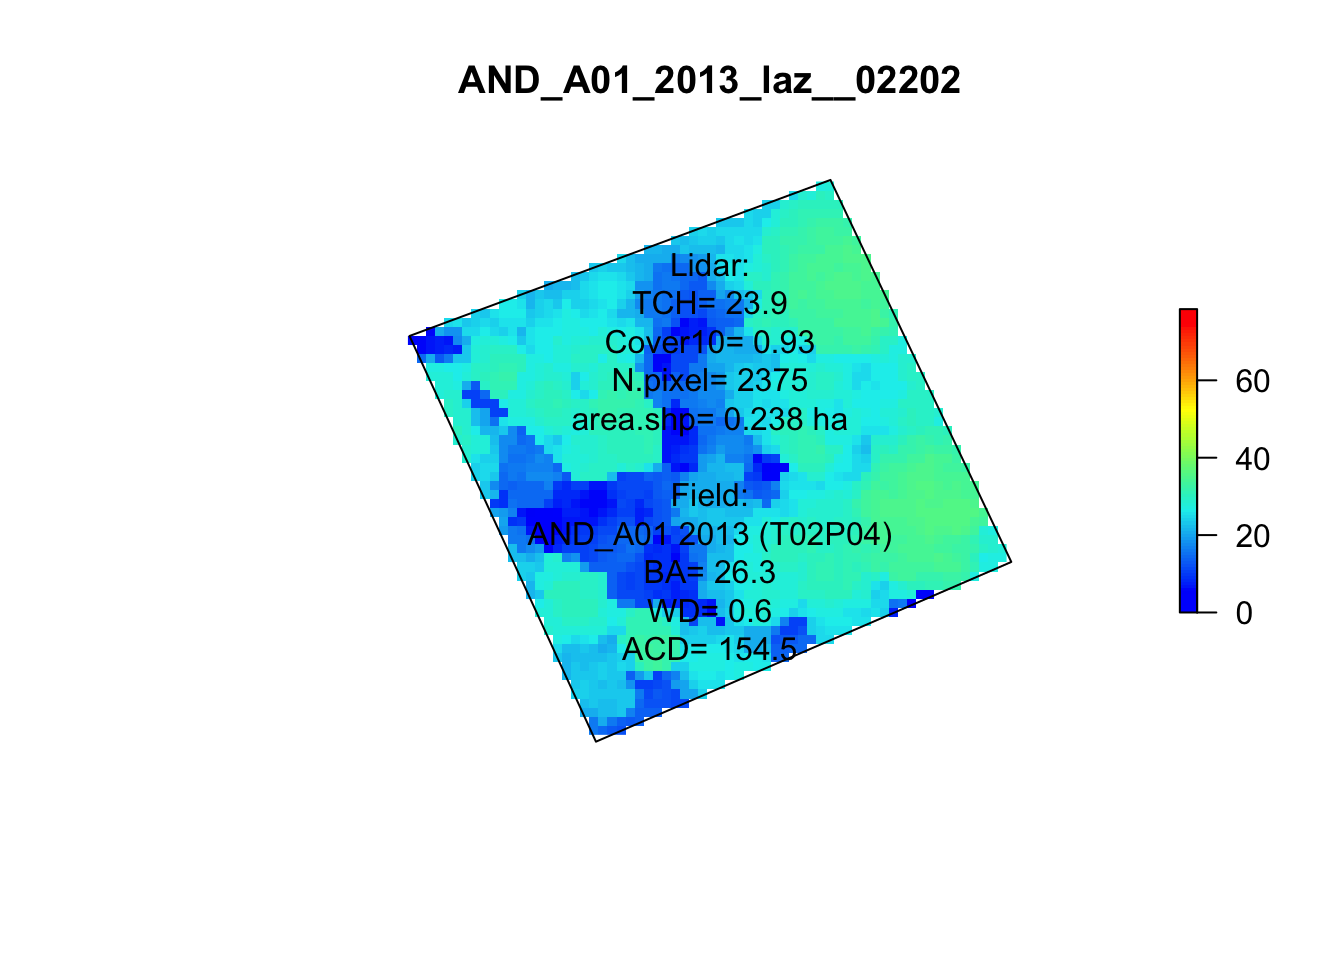 AND_A01_2013_laz__02202
Lidar:
TCH= 23.9
Cover10= 0.93
N.pixel= 2375
area.shp= 0.238 ha
Field:
AND_A01 2013 (T02P04)
BA= 26.3
WD= 0.6
ACD= 154.5
60
40
20
0